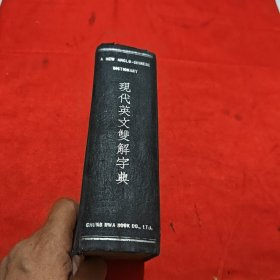 A NEW ANGLO-CHINESE
DICTIONARY
現代英文雙解字典
CHUNG HWA BOOK CO., LTD.